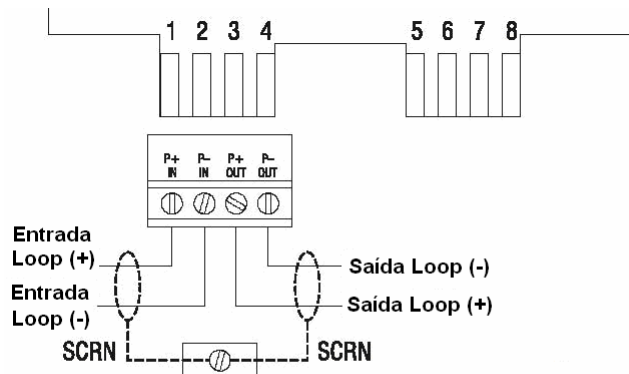 1 2 3 4 5 6 7 8
P+ P– P+ P–
IN IN OUT OUT
Entrada
Loop (+)
Saída Loop (-)
Entrada
Loop (-)
Saída Loop (+)
SCRN SCRN